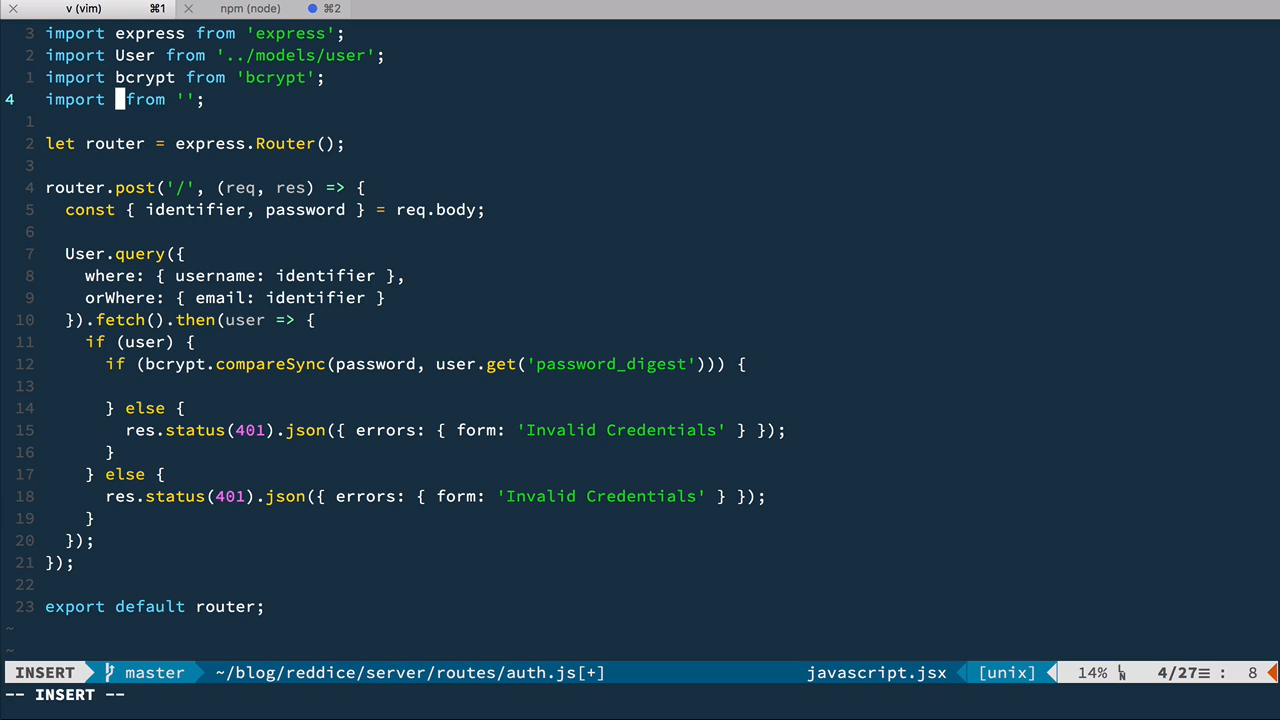 v (vim) ⌘1 npm (node) ⌘2
3 import express from 'express';
2 import User from '../models/user';
1 import bcrypt from 'bcrypt';
4 import from '';
1
2 let router = express.Router();
3
4 router.post('/', (req, res) => {
5 const { identifier, password } = req.body;
6
7 User.query({
8 where: { username: identifier },
9 orWhere: { email: identifier }
10 }).fetch().then(user => {
11 if (user) {
12 if (bcrypt.compareSync(password, user.get('password_digest'))) {
13
14 } else {
15 res.status(401).json({ errors: { form: 'Invalid Credentials' } });
16 }
17 } else {
18 res.status(401).json({ errors: { form: 'Invalid Credentials' } });
19 }
20 });
21 });
22
23 export default router;
~
~
INSERT master ~/blog/reddice/server/routes/auth.js[+] javascript.jsx [unix] 14% 4/27≡ : 8
-- INSERT --